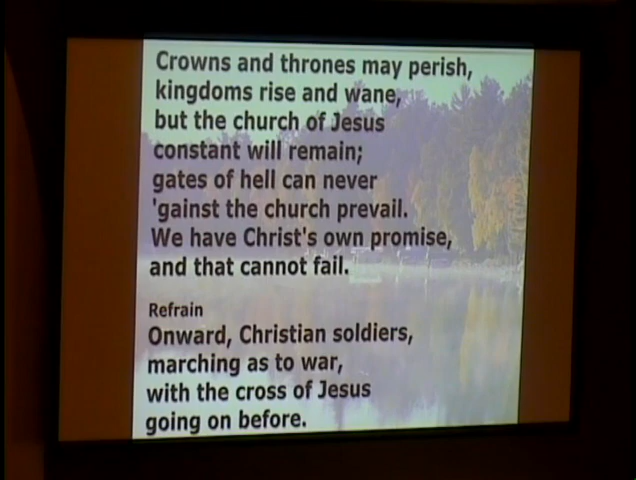 Crowns and thrones may perish,
kingdoms rise and wane,
but the church of Jesus
constant will remain;
gates of hell can never
'gainst the church prevail.
We have Christ's own promise,
and that cannot fail.
Refrain
Onward, Christian soldiers,
marching as to war,
with the cross of Jesus
going on before.